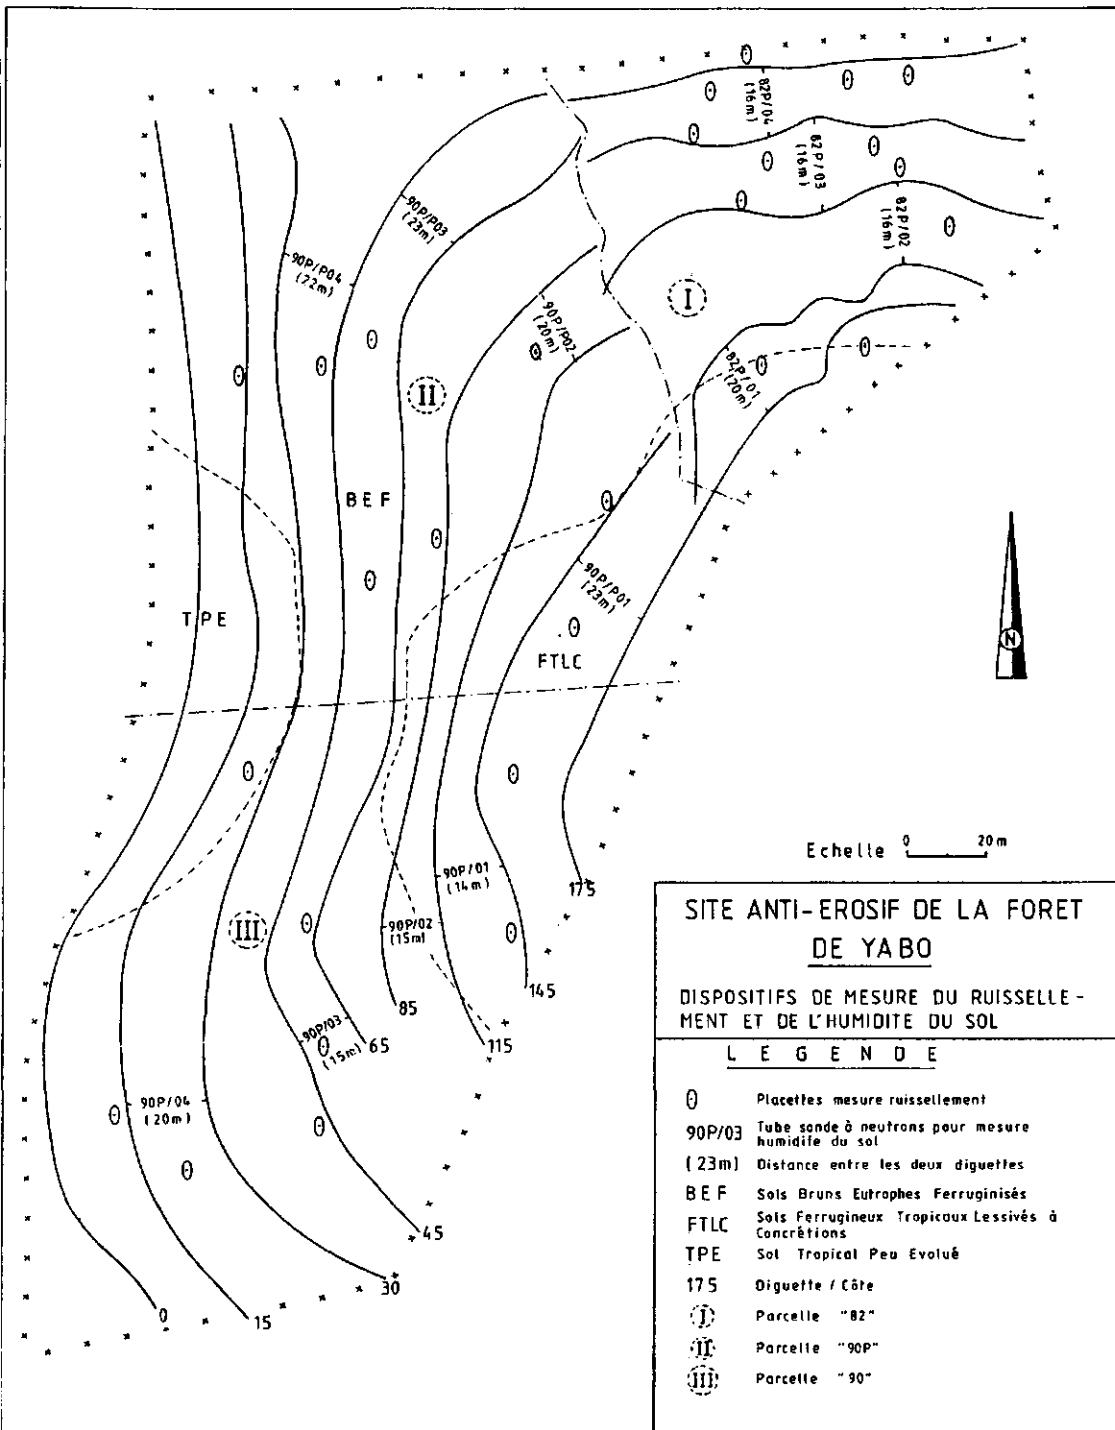 82P/04
(16m)
82P/03
(16m)
82P/02
(16m)
90P/P03
(23m)
90P/P04
(22m)
I
90P/P02
(20m)
82P/01
(20m)
II
BEF
90P/P01
(23m)
TPE
FTLC
N
Echelle 0 20m
90P/01
(14m)
175
90P/02
(15m)
III
145
85
90P/03
(15m)
65
115
90P/04
(20m)
45
30
0
15
SITE ANTI-EROSIF DE LA FORET
DE YABO
DISPOSITIFS DE MESURE DU RUISSELLE-
MENT ET DE L'HUMIDITE DU SOL
LEGENDE
Placettes mesure ruissellement
90P/03 Tube sonde à neutrons pour mesure
humidite du sol
(23m) Distance entre les deux diguettes
BEF Sols Bruns Eutrophes Ferruginisés
FTLC Sols Ferrugineux Tropicaux Lessivés à
Concrétions
TPE Sol Tropical Peu Evolué
175 Diguette / Côte
I Parcelle "82"
II Parcelle "90P"
III Parcelle "90"